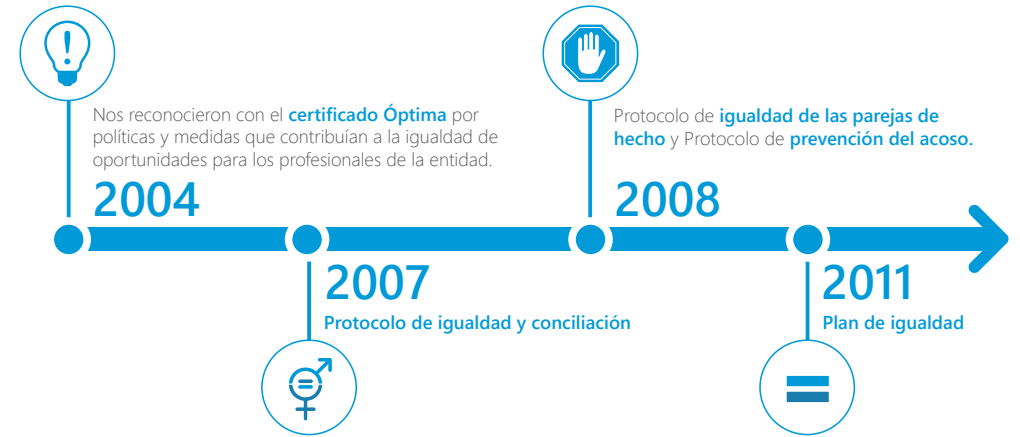 Nos reconocieron con el certificado Óptima por
políticas y medidas que contribuían a la igualdad de
oportunidades para los profesionales de la entidad.
2004
2007
Protocolo de igualdad y conciliación
Protocolo de igualdad de las parejas de
hecho y Protocolo de prevención del acoso.
2008
2011
Plan de igualdad